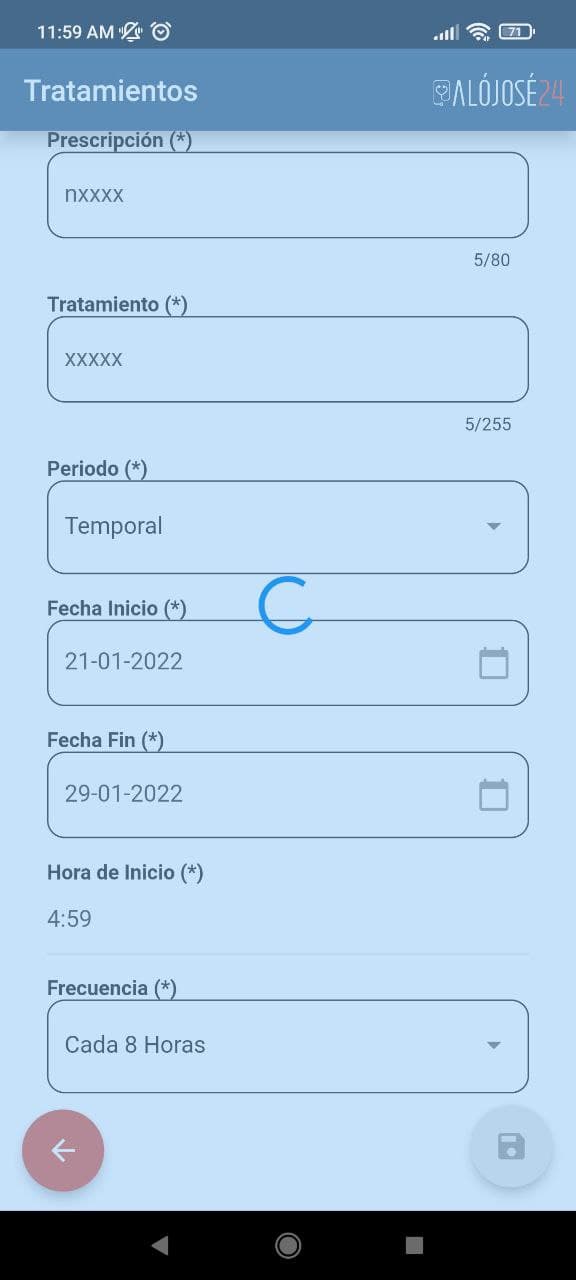 11:59 AM
71
Tratamientos
ALÓJOSÉ24
Prescripción (*)
nxxxx
5/80
Tratamiento (*)
xxxxx
5/255
Periodo (*)
Temporal
Fecha Inicio (*)
21-01-2022
Fecha Fin (*)
29-01-2022
Hora de Inicio (*)
4:59
Frecuencia (*)
Cada 8 Horas